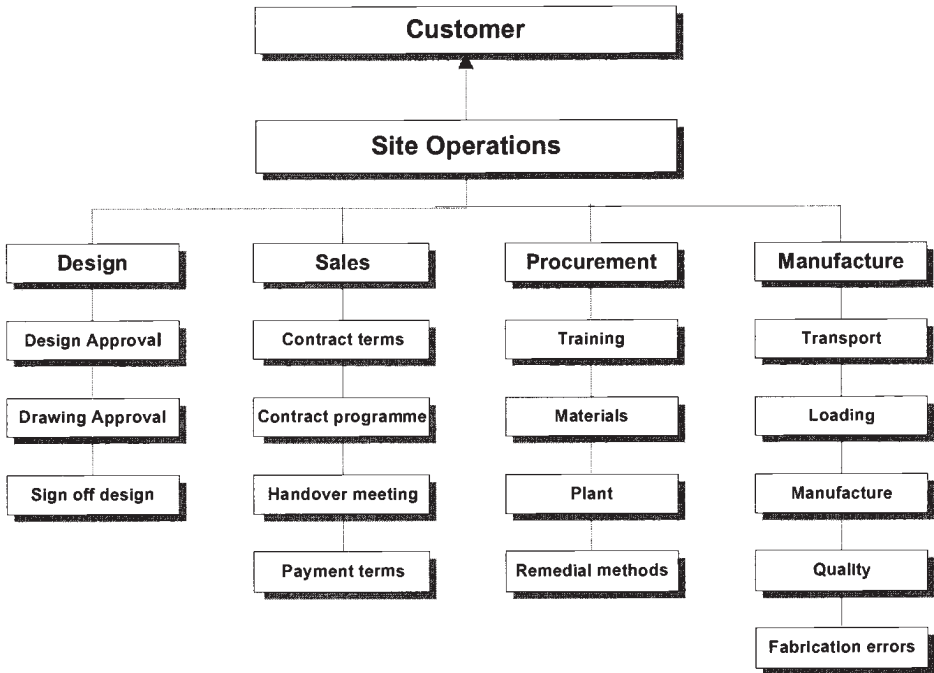 Customer
Site Operations
Design
Sales
Procurement
Manufacture
Design Approval
Contract terms
Training
Transport
Drawing Approval
Contract programme
Materials
Loading
Sign off design
Handover meeting
Plant
Manufacture
Payment terms
Remedial methods
Quality
Fabrication errors